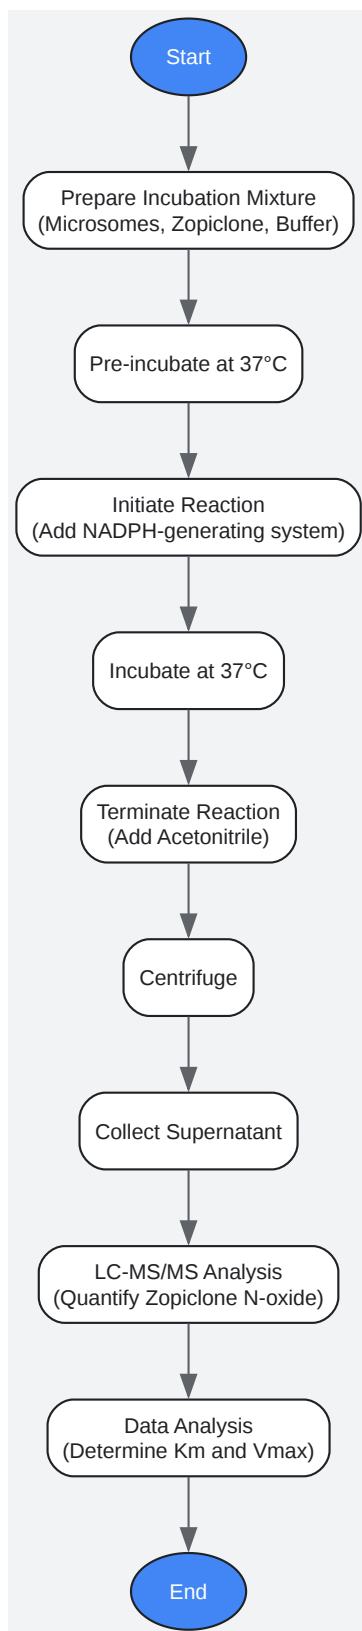 Start
Prepare Incubation Mixture
(Microsomes, Zopiclone, Buffer)
Pre-incubate at 37°C
Initiate Reaction
(Add NADPH-generating system)
Incubate at 37°C
Terminate Reaction
(Add Acetonitrile)
Centrifuge
Collect Supernatant
LC-MS/MS Analysis
(Quantify Zopiclone N-oxide)
Data Analysis
(Determine Km and Vmax)
End